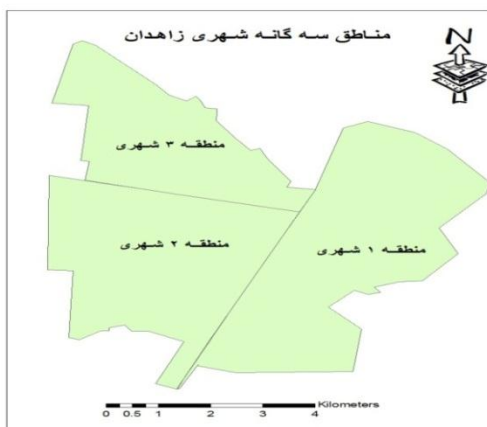 مناطق سه گانه شهری زاهدان
N
منطقه ۳ شهری
منطقه ۲ شهری
منطقه ۱ شهری
Kilometers
0 0.5 1 2 3 4